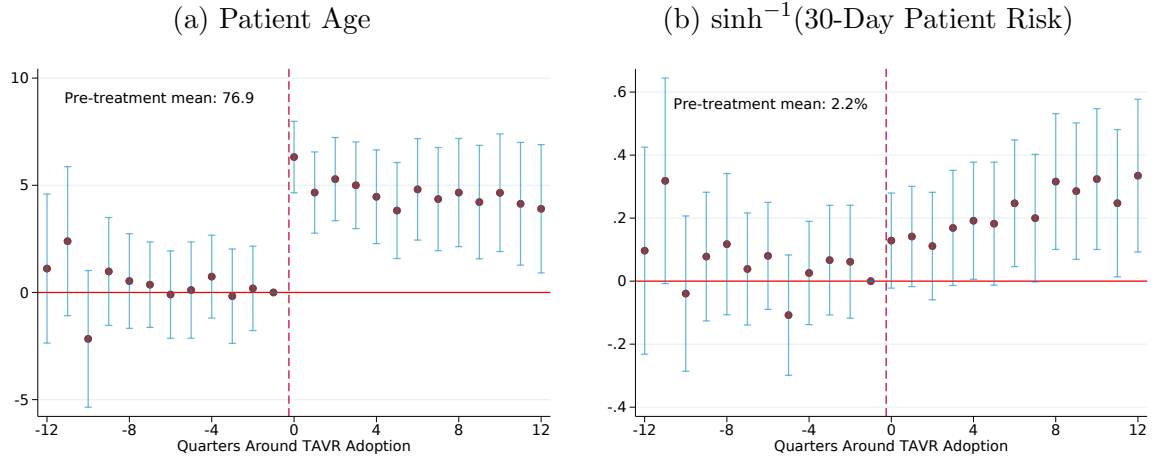 (a) Patient Age
Pre-treatment mean: 76.9
10
5
0
-5
-12 -8 -4 0 4 8 12
Quarters Around TAVR Adoption
(b) sinh⁻¹(30-Day Patient Risk)
Pre-treatment mean: 2.2%
.6
.4
.2
0
-.2
-.4
-12 -8 -4 0 4 8 12
Quarters Around TAVR Adoption